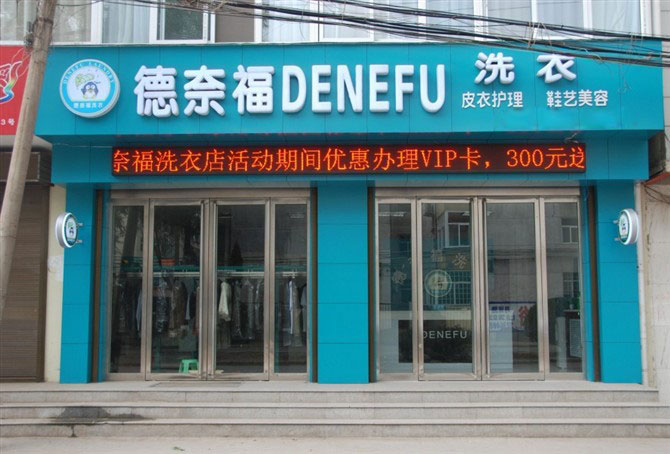 德奈福DENEFU 洗衣
皮衣护理 鞋艺美容
奈福洗衣店活动期间优惠办理VIP卡，300元送
3号
DENEFU